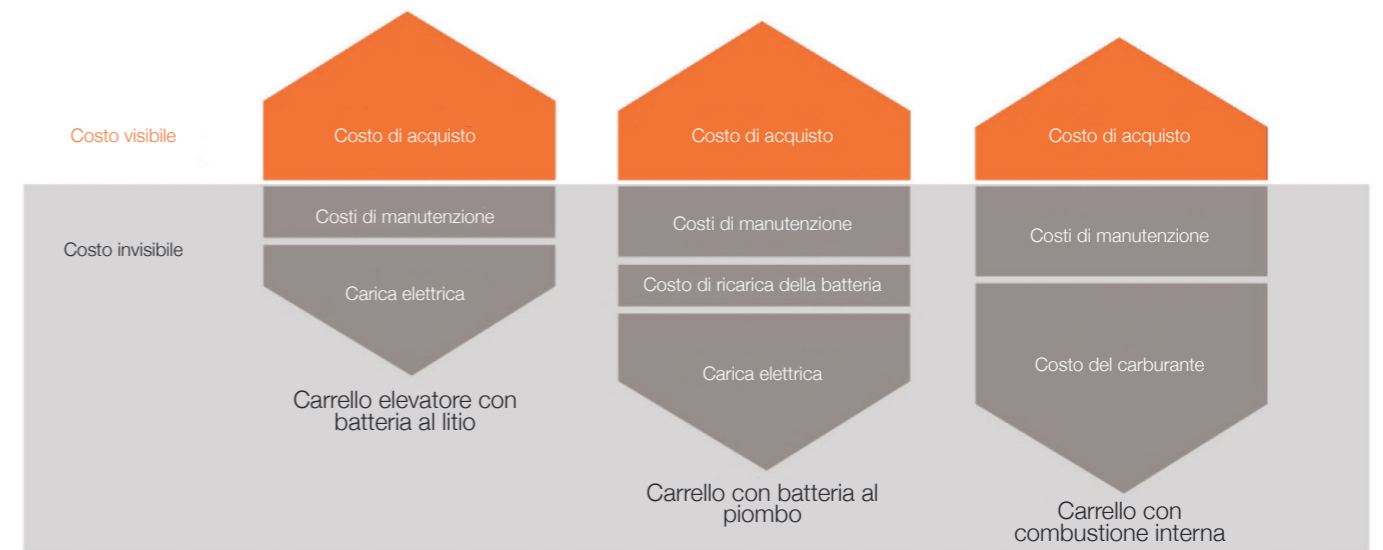 Costo visibile
Costo di acquisto
Costo di acquisto
Costo di acquisto
Costo invisibile
Costi di manutenzione
Carica elettrica
Carrello elevatore con
batteria al litio
Costi di manutenzione
Costo di ricarica della batteria
Carica elettrica
Carrello con batteria al
piombo
Costi di manutenzione
Costo del carburante
Carrello con
combustione interna